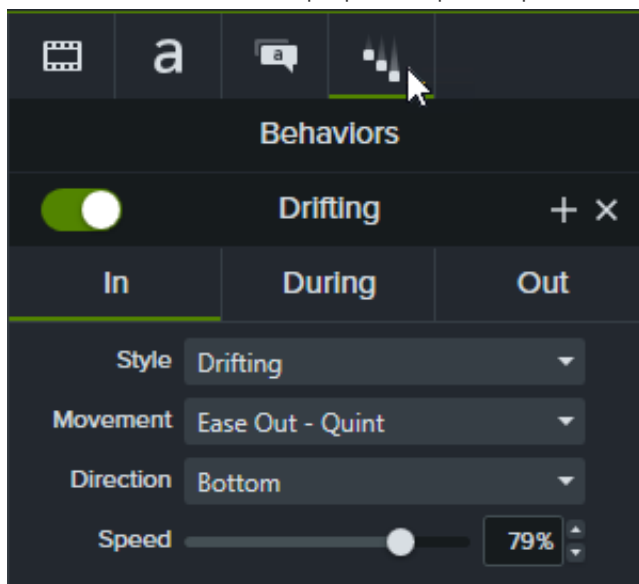 a
a
Behaviors
Drifting
In During Out
Style Drifting
Movement Ease Out - Quint
Direction Bottom
Speed 79%